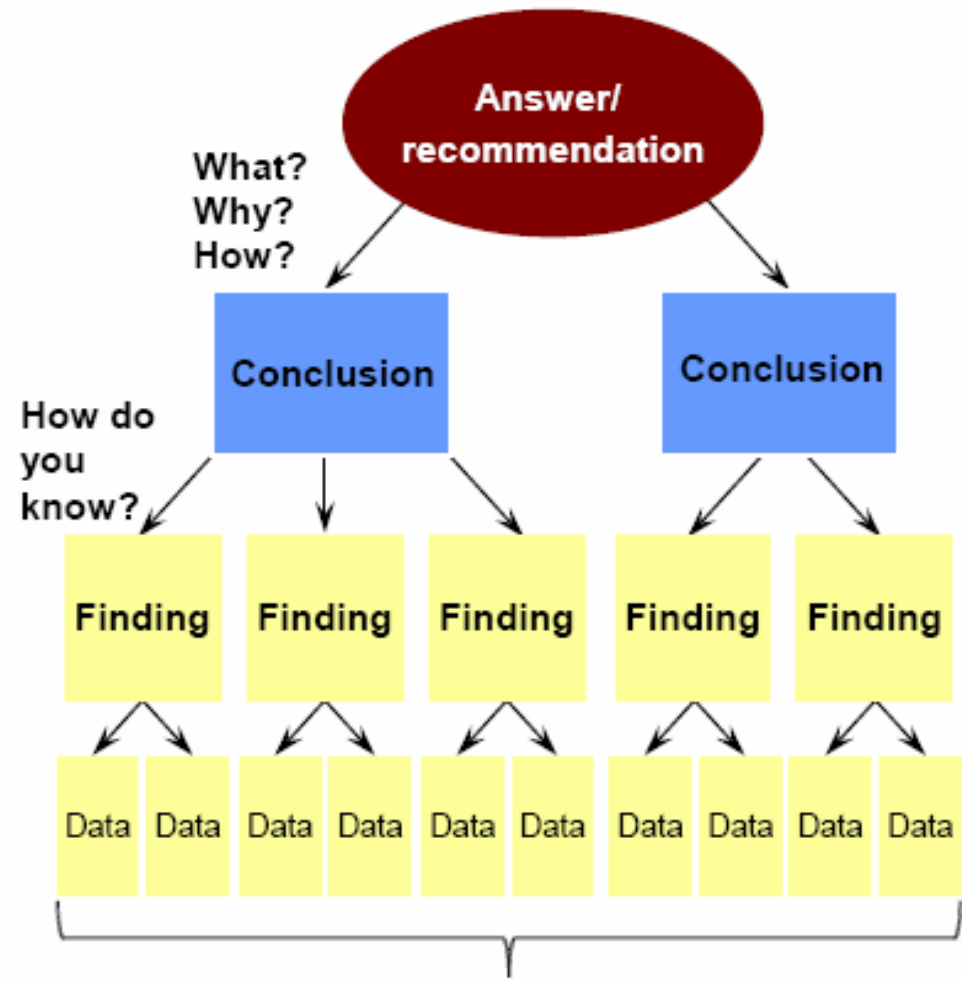 Answer/
recommendation
What?
Why?
How?
Conclusion
Conclusion
How do
you
know?
Finding
Finding
Finding
Finding
Finding
Data
Data
Data
Data
Data
Data
Data
Data
Data
Data